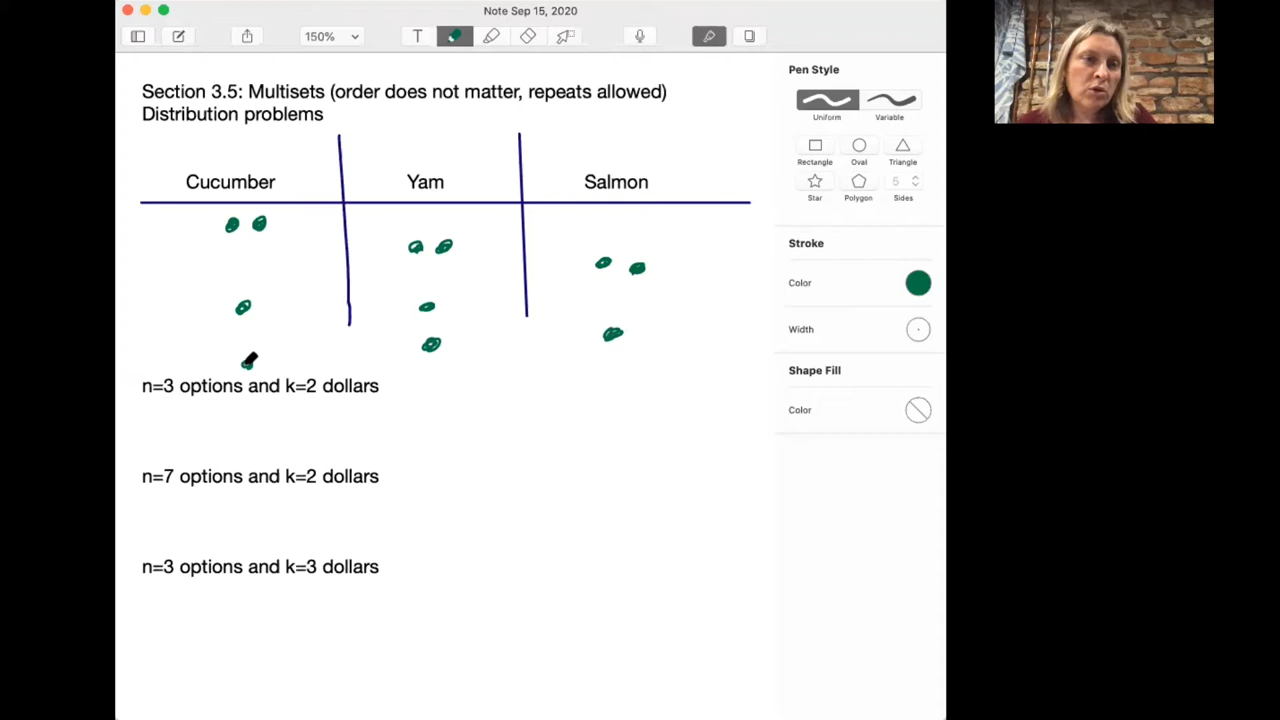 Note Sep 15, 2020
150%
T
Section 3.5: Multisets (order does not matter, repeats allowed)
Distribution problems
Cucumber Yam Salmon
n=3 options and k=2 dollars
n=7 options and k=2 dollars
n=3 options and k=3 dollars
Pen Style
Uniform Variable
Rectangle Oval Triangle
5
Star Polygon Sides
Stroke
Color
Width
Shape Fill
Color